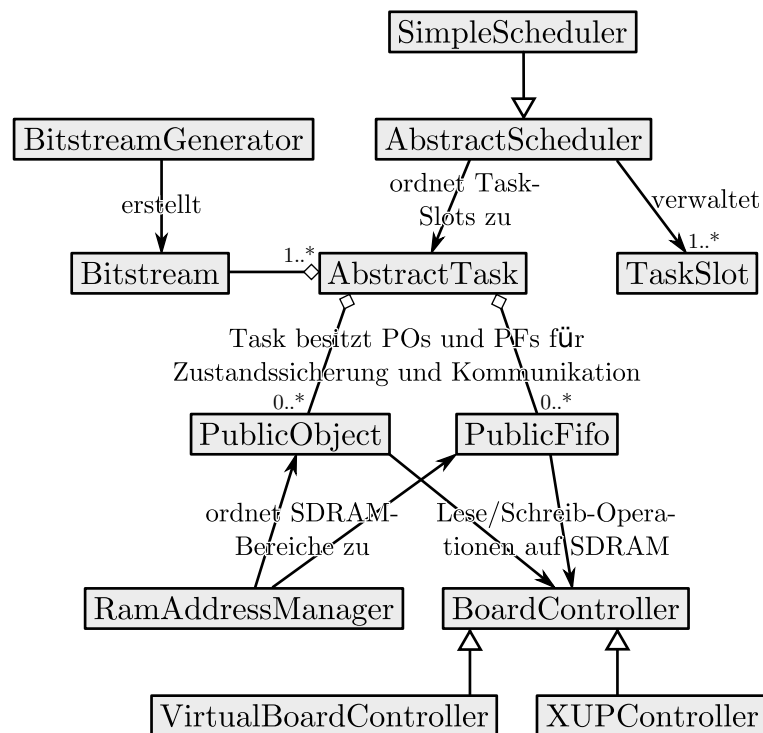 SimpleScheduler
BitstreamGenerator
AbstractScheduler
ordnet Task-
Slots zu
erstellt
verwaltet
1..*
1..*
Bitstream
AbstractTask
TaskSlot
Task besitzt POs und PFs für
Zustandssicherung und Kommunikation
0..*
0..*
PublicObject
PublicFifo
ordnet SDRAM-
Bereiche zu
Lese/Schreib-Opera-
tionen auf SDRAM
RamAddressManager
BoardController
VirtualBoardController
XUPController